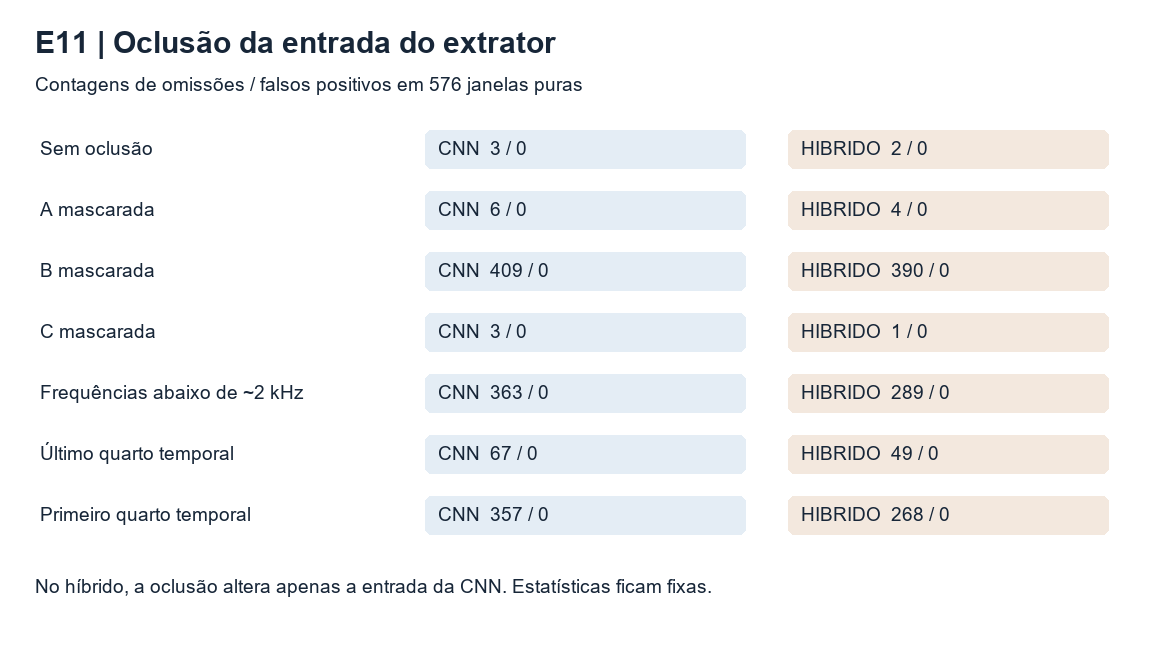 E11 | Oclusão da entrada do extrator
Contagens de omissões / falsos positivos em 576 janelas puras
Sem oclusão CNN 3 / 0 HIBRIDO 2 / 0
A mascarada CNN 6 / 0 HIBRIDO 4 / 0
B mascarada CNN 409 / 0 HIBRIDO 390 / 0
C mascarada CNN 3 / 0 HIBRIDO 1 / 0
Frequências abaixo de ~2 kHz CNN 363 / 0 HIBRIDO 289 / 0
Último quarto temporal CNN 67 / 0 HIBRIDO 49 / 0
Primeiro quarto temporal CNN 357 / 0 HIBRIDO 268 / 0
No híbrido, a oclusão altera apenas a entrada da CNN. Estatísticas ficam fixas.